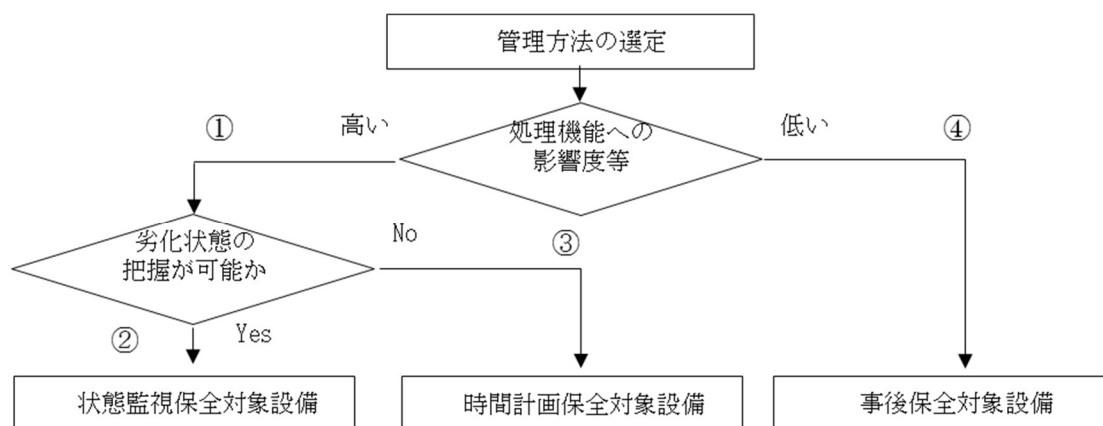 管理方法の選定
① 高い
処理機能への
影響度等
低い ④
劣化状態の
把握が可能か
No ③
② Yes
状態監視保全対象設備
時間計画保全対象設備
事後保全対象設備